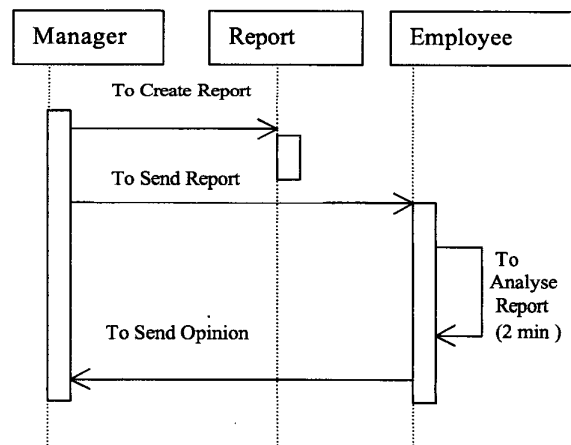 Manager
Report
Employee
To Create Report
To Send Report
To
Analyse
Report
(2 min )
To Send Opinion